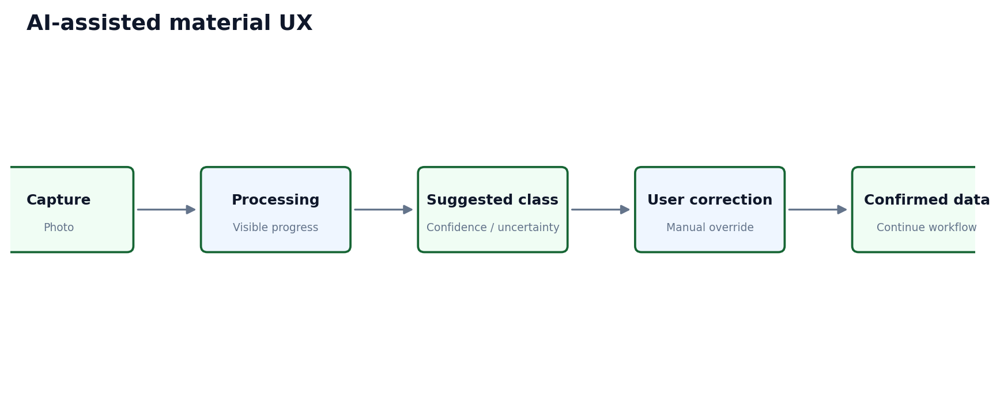 AI-assisted material UX
Capture
Photo
Processing
Visible progress
Suggested class
Confidence / uncertainty
User correction
Manual override
Confirmed data
Continue workflow